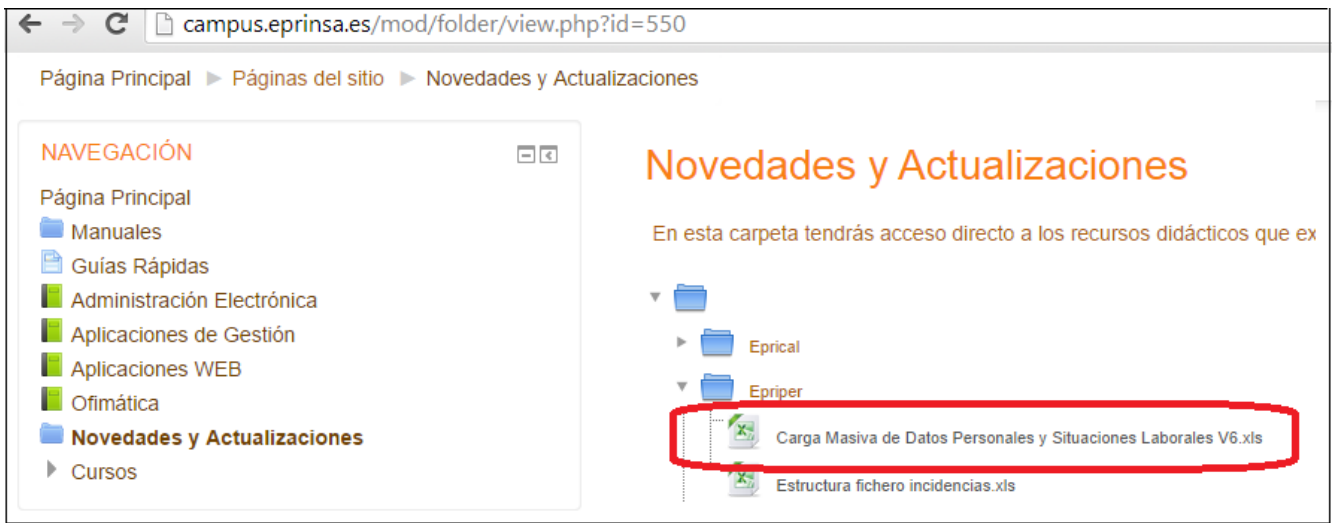 campus.eprinsa.es/mod/folder/view.php?id=550
Página Principal ► Páginas del sitio ► Novedades y Actualizaciones
NAVEGACIÓN
Página Principal
Manuales
Guías Rápidas
Administración Electrónica
Aplicaciones de Gestión
Aplicaciones WEB
Ofimática
Novedades y Actualizaciones
Cursos
Novedades y Actualizaciones
En esta carpeta tendrás acceso directo a los recursos didácticos que ex
Eprical
Epriper
Carga Masiva de Datos Personales y Situaciones Laborales V6.xls
Estructura fichero incidencias.xls